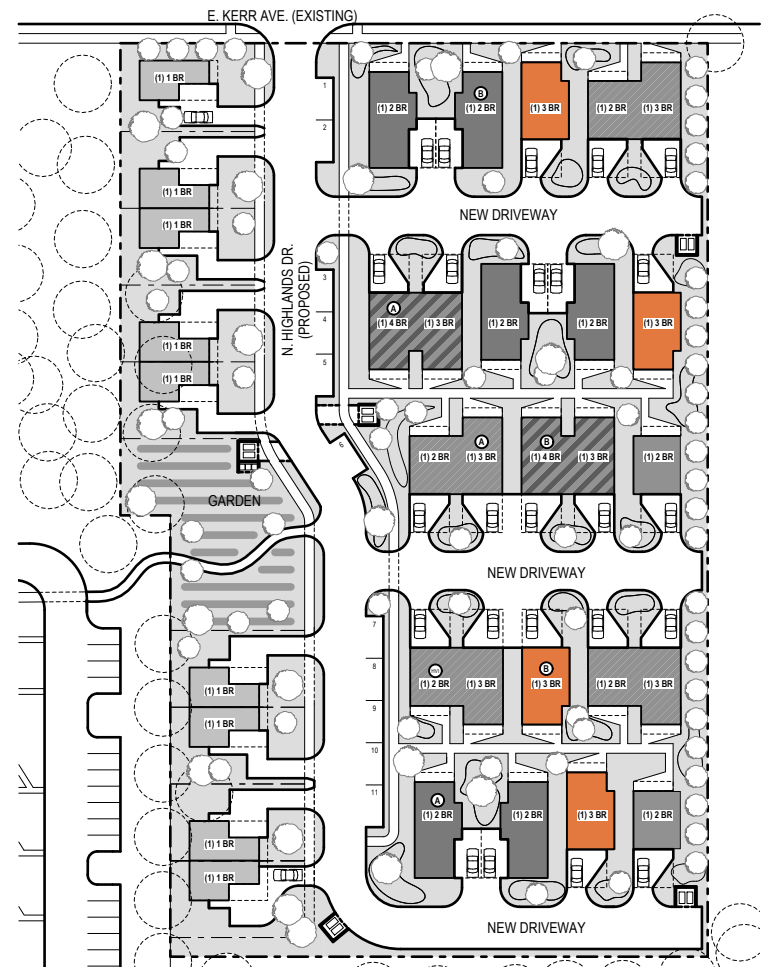 E. KERR AVE. (EXISTING)
(1) 1 BR
1
2
(1) 2 BR
B
(1) 2 BR
(1) 3 BR
(1) 2 BR
(1) 3 BR
(1) 1 BR
(1) 1 BR
NEW DRIVEWAY
N. HIGHLANDS DR.
(PROPOSED)
3
4
5
A
(1) 4 BR
(1) 3 BR
(1) 2 BR
(1) 2 BR
(1) 3 BR
(1) 1 BR
(1) 1 BR
6
A
B
(1) 2 BR
(1) 3 BR
(1) 4 BR
(1) 3 BR
(1) 2 BR
GARDEN
NEW DRIVEWAY
7
8
9
10
11
(1) 2 BR
(1) 3 BR
B
(1) 3 BR
(1) 2 BR
(1) 3 BR
(1) 1 BR
(1) 1 BR
A
(1) 2 BR
(1) 2 BR
(1) 3 BR
(1) 2 BR
(1) 1 BR
(1) 1 BR
NEW DRIVEWAY